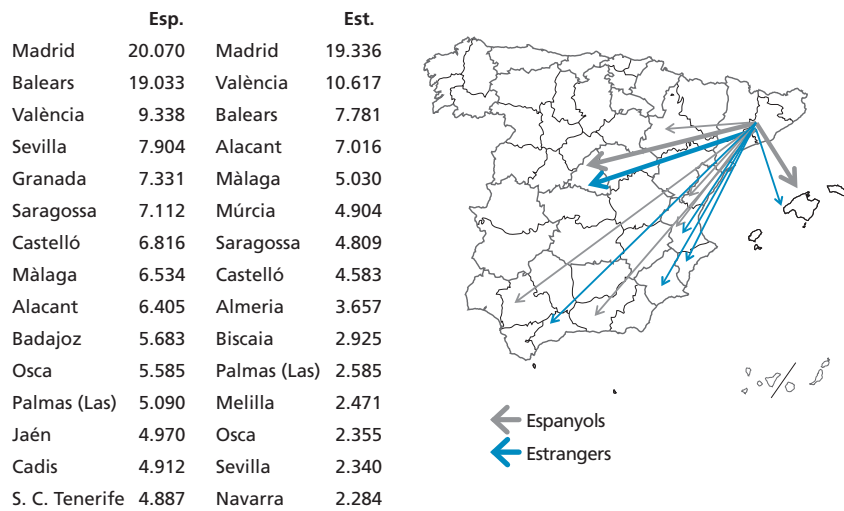 Esp. Est.
Madrid 20.070 Madrid 19.336
Balears 19.033 València 10.617
València 9.338 Balears 7.781
Sevilla 7.904 Alacant 7.016
Granada 7.331 Màlaga 5.030
Saragossa 7.112 Múrcia 4.904
Castelló 6.816 Saragossa 4.809
Màlaga 6.534 Castelló 4.583
Alacant 6.405 Almeria 3.657
Badajoz 5.683 Biscaia 2.925
Osca 5.585 Palmas (Las) 2.585
Palmas (Las) 5.090 Melilla 2.471
Jaén 4.970 Osca 2.355
Cadis 4.912 Sevilla 2.340
S. C. Tenerife 4.887 Navarra 2.284
Espanyols
Estrangers